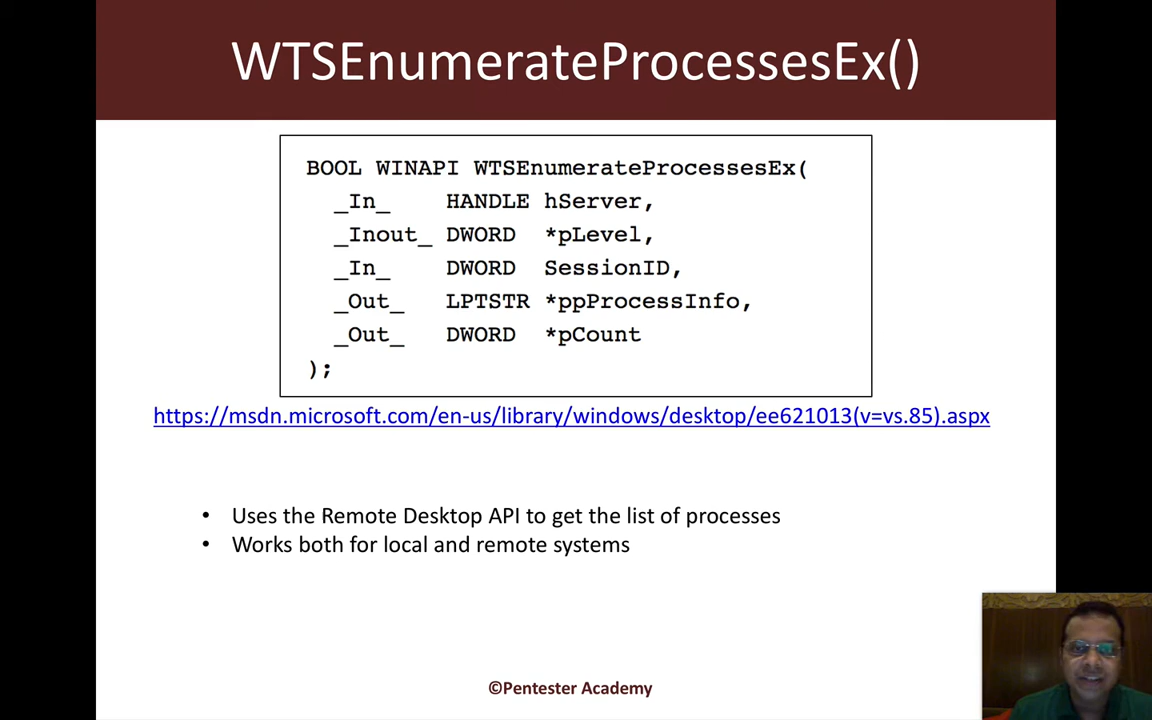 WTSEnumerateProcessesEx()
BOOL WINAPI WTSEnumerateProcessesEx(
_In_ HANDLE hServer,
_Inout_ DWORD *pLevel,
_In_ DWORD SessionID,
_Out_ LPTSTR *ppProcessInfo,
_Out_ DWORD *pCount
);
https://msdn.microsoft.com/en-us/library/windows/desktop/ee621013(v=vs.85).aspx
• Uses the Remote Desktop API to get the list of processes
• Works both for local and remote systems
©Pentester Academy